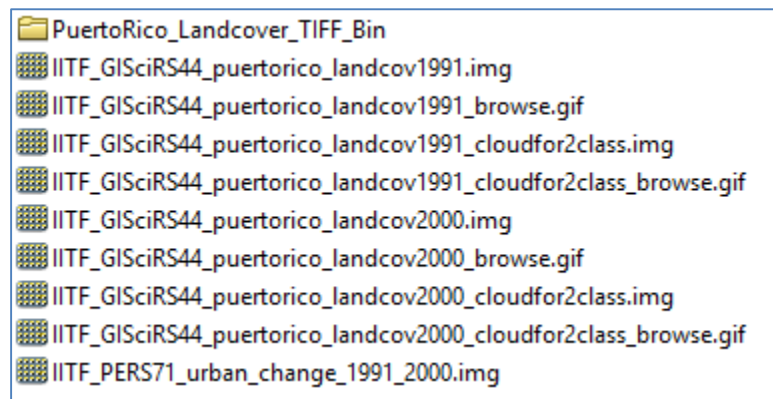 PuertoRico_Landcover_TIFF_Bin
IITF_GISciRS44_puertorico_landcov1991.img
IITF_GISciRS44_puertorico_landcov1991_browse.gif
IITF_GISciRS44_puertorico_landcov1991_cloudfor2class.img
IITF_GISciRS44_puertorico_landcov1991_cloudfor2class_browse.gif
IITF_GISciRS44_puertorico_landcov2000.img
IITF_GISciRS44_puertorico_landcov2000_browse.gif
IITF_GISciRS44_puertorico_landcov2000_cloudfor2class.img
IITF_GISciRS44_puertorico_landcov2000_cloudfor2class_browse.gif
IITF_PERS71_urban_change_1991_2000.img